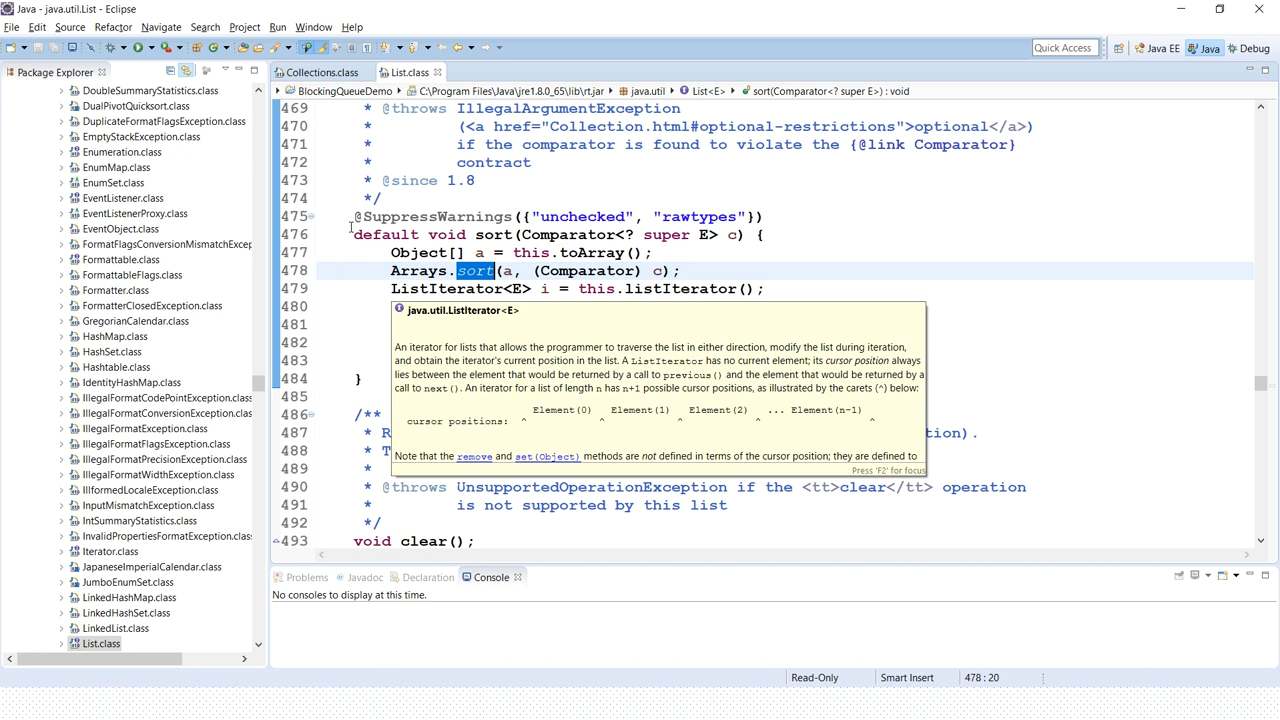 Java - java.util.List - Eclipse
File Edit Source Refactor Navigate Search Project Run Window Help
Quick Access Java EE Java Debug
Package Explorer
Collections.class List.class
BlockingQueueDemo C:\Program Files\Java\jre1.8.0_65\lib\rt.jar java.util List<E> sort(Comparator<? super E>) : void
DoubleSummaryStatistics.class
DualPivotQuicksort.class
DuplicateFormatFlagsException.class
EmptyStackException.class
Enumeration.class
EnumMap.class
EnumSet.class
EventListener.class
EventListenerProxy.class
FormatFlagsConversionMismatchExcep
Formattable.class
FormattableFlags.class
Formatter.class
FormatterClosedException.class
GregorianCalendar.class
HashMap.class
HashSet.class
Hashtable.class
IdentityHashMap.class
IllegalFormatCodePointException.class
IllegalFormatConversionException.class
IllegalFormatException.class
IllegalFormatFlagsException.class
IllegalFormatPrecisionException.class
IllegalFormatWidthException.class
IllformedLocaleException.class
InputMismatchException.class
IntSummaryStatistics.class
InvalidPropertiesFormatException.class
Iterator.class
JapaneseImperialCalendar.class
JumboEnumSet.class
LinkedHashMap.class
LinkedHashSet.class
LinkedList.class
List.class
469 * @throws IllegalArgumentException
470 * (<a href="Collection.html#optional-restrictions">optional</a>)
471 * if the comparator is found to violate the {@link Comparator}
472 * contract
473 * @since 1.8
474 */
475 @SuppressWarnings({"unchecked", "rawtypes"})
476 default void sort(Comparator<? super E> c) {
477 Object[] a = this.toArray();
478 Arrays.sort(a, (Comparator) c);
479 ListIterator<E> i = this.listIterator();
480
481
482
483
484 }
485
486 /**
487 * R tion).
488 * T
489 *
490 * @throws UnsupportedOperationException if the <tt>clear</tt> operation
491 * is not supported by this list
492 */
493 void clear();
java.util.ListIterator<E>
An iterator for lists that allows the programmer to traverse the list in either direction, modify the list during iteration,
and obtain the iterator's current position in the list. A ListIterator has no current element; its cursor position always
lies between the element that would be returned by a call to previous() and the element that would be returned by a
call to next(). An iterator for a list of length n has n+1 possible cursor positions, as illustrated by the carets (^) below:
Element(0) Element(1) Element(2) ... Element(n-1)
cursor positions: ^ ^ ^ ^ ^
Note that the remove and set(Object) methods are not defined in terms of the cursor position; they are defined to
Press 'F2' for focus
Problems Javadoc Declaration Console
No consoles to display at this time.
Read-Only Smart Insert 478 : 20